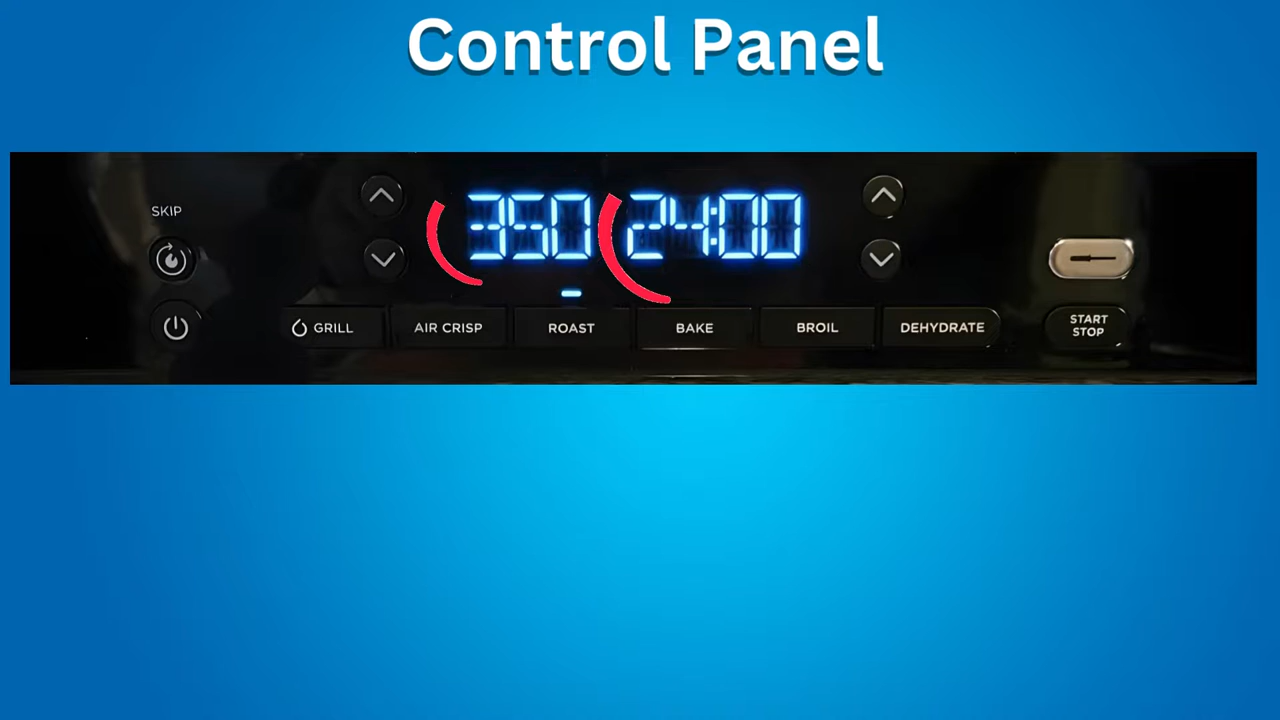 Control Panel
SKIP
350 24:00
GRILL AIR CRISP ROAST BAKE BROIL DEHYDRATE
START
STOP